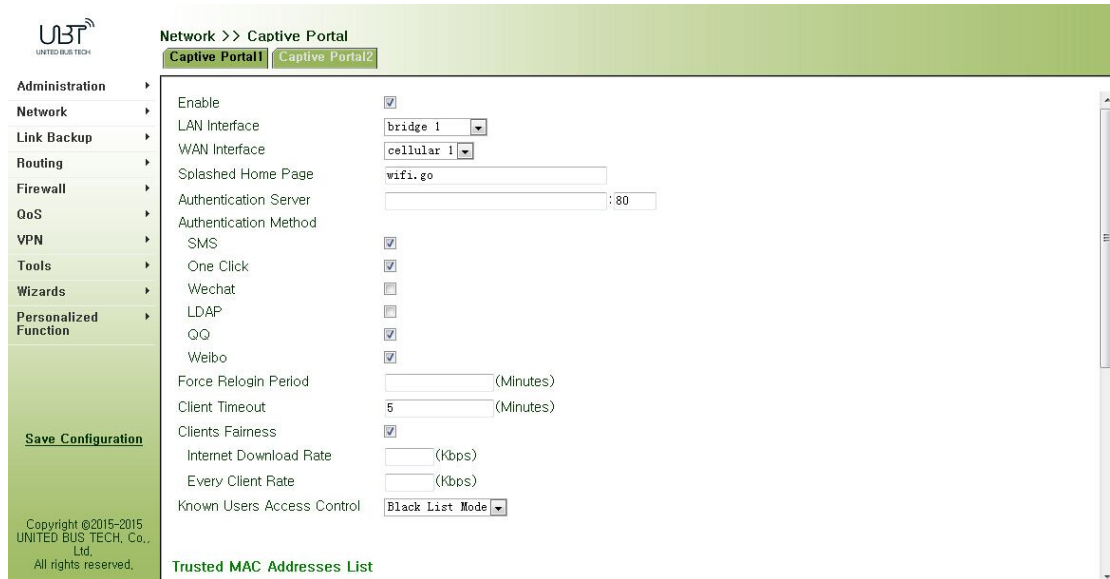 UBT
UNITED BUS TECH
Network >> Captive Portal
Captive Portal1 Captive Portal2
Administration
Network
Link Backup
Routing
Firewall
QoS
VPN
Tools
Wizards
Personalized
Function
Save Configuration
Copyright @2015-2015
UNITED BUS TECH. Co.,
Ltd.
All rights reserved.
Enable
LAN Interface bridge 1
WAN Interface cellular 1
Splashed Home Page wifi.go
Authentication Server :80
Authentication Method
SMS
One Click
Wechat
LDAP
QQ
Weibo
Force Relogin Period (Minutes)
Client Timeout 5 (Minutes)
Clients Fairness
Internet Download Rate (Kbps)
Every Client Rate (Kbps)
Known Users Access Control Black List Mode
Trusted MAC Addresses List